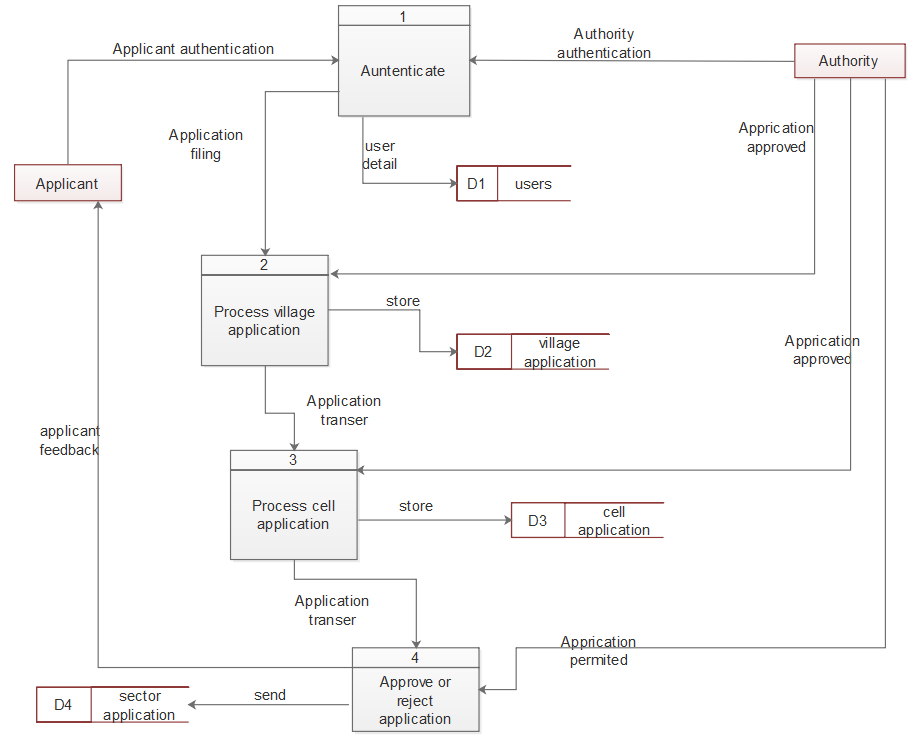 1
Auntenticate
Applicant authentication
Authority
authentication
Authority
Application
filing
user
detail
Apprication
approved
Applicant
D1
users
2
Process village
application
store
D2
village
application
Apprication
approved
Application
transer
applicant
feedback
3
Process cell
application
store
D3
cell
application
Application
transer
Apprication
permited
4
Approve or
reject
application
send
D4
sector
application